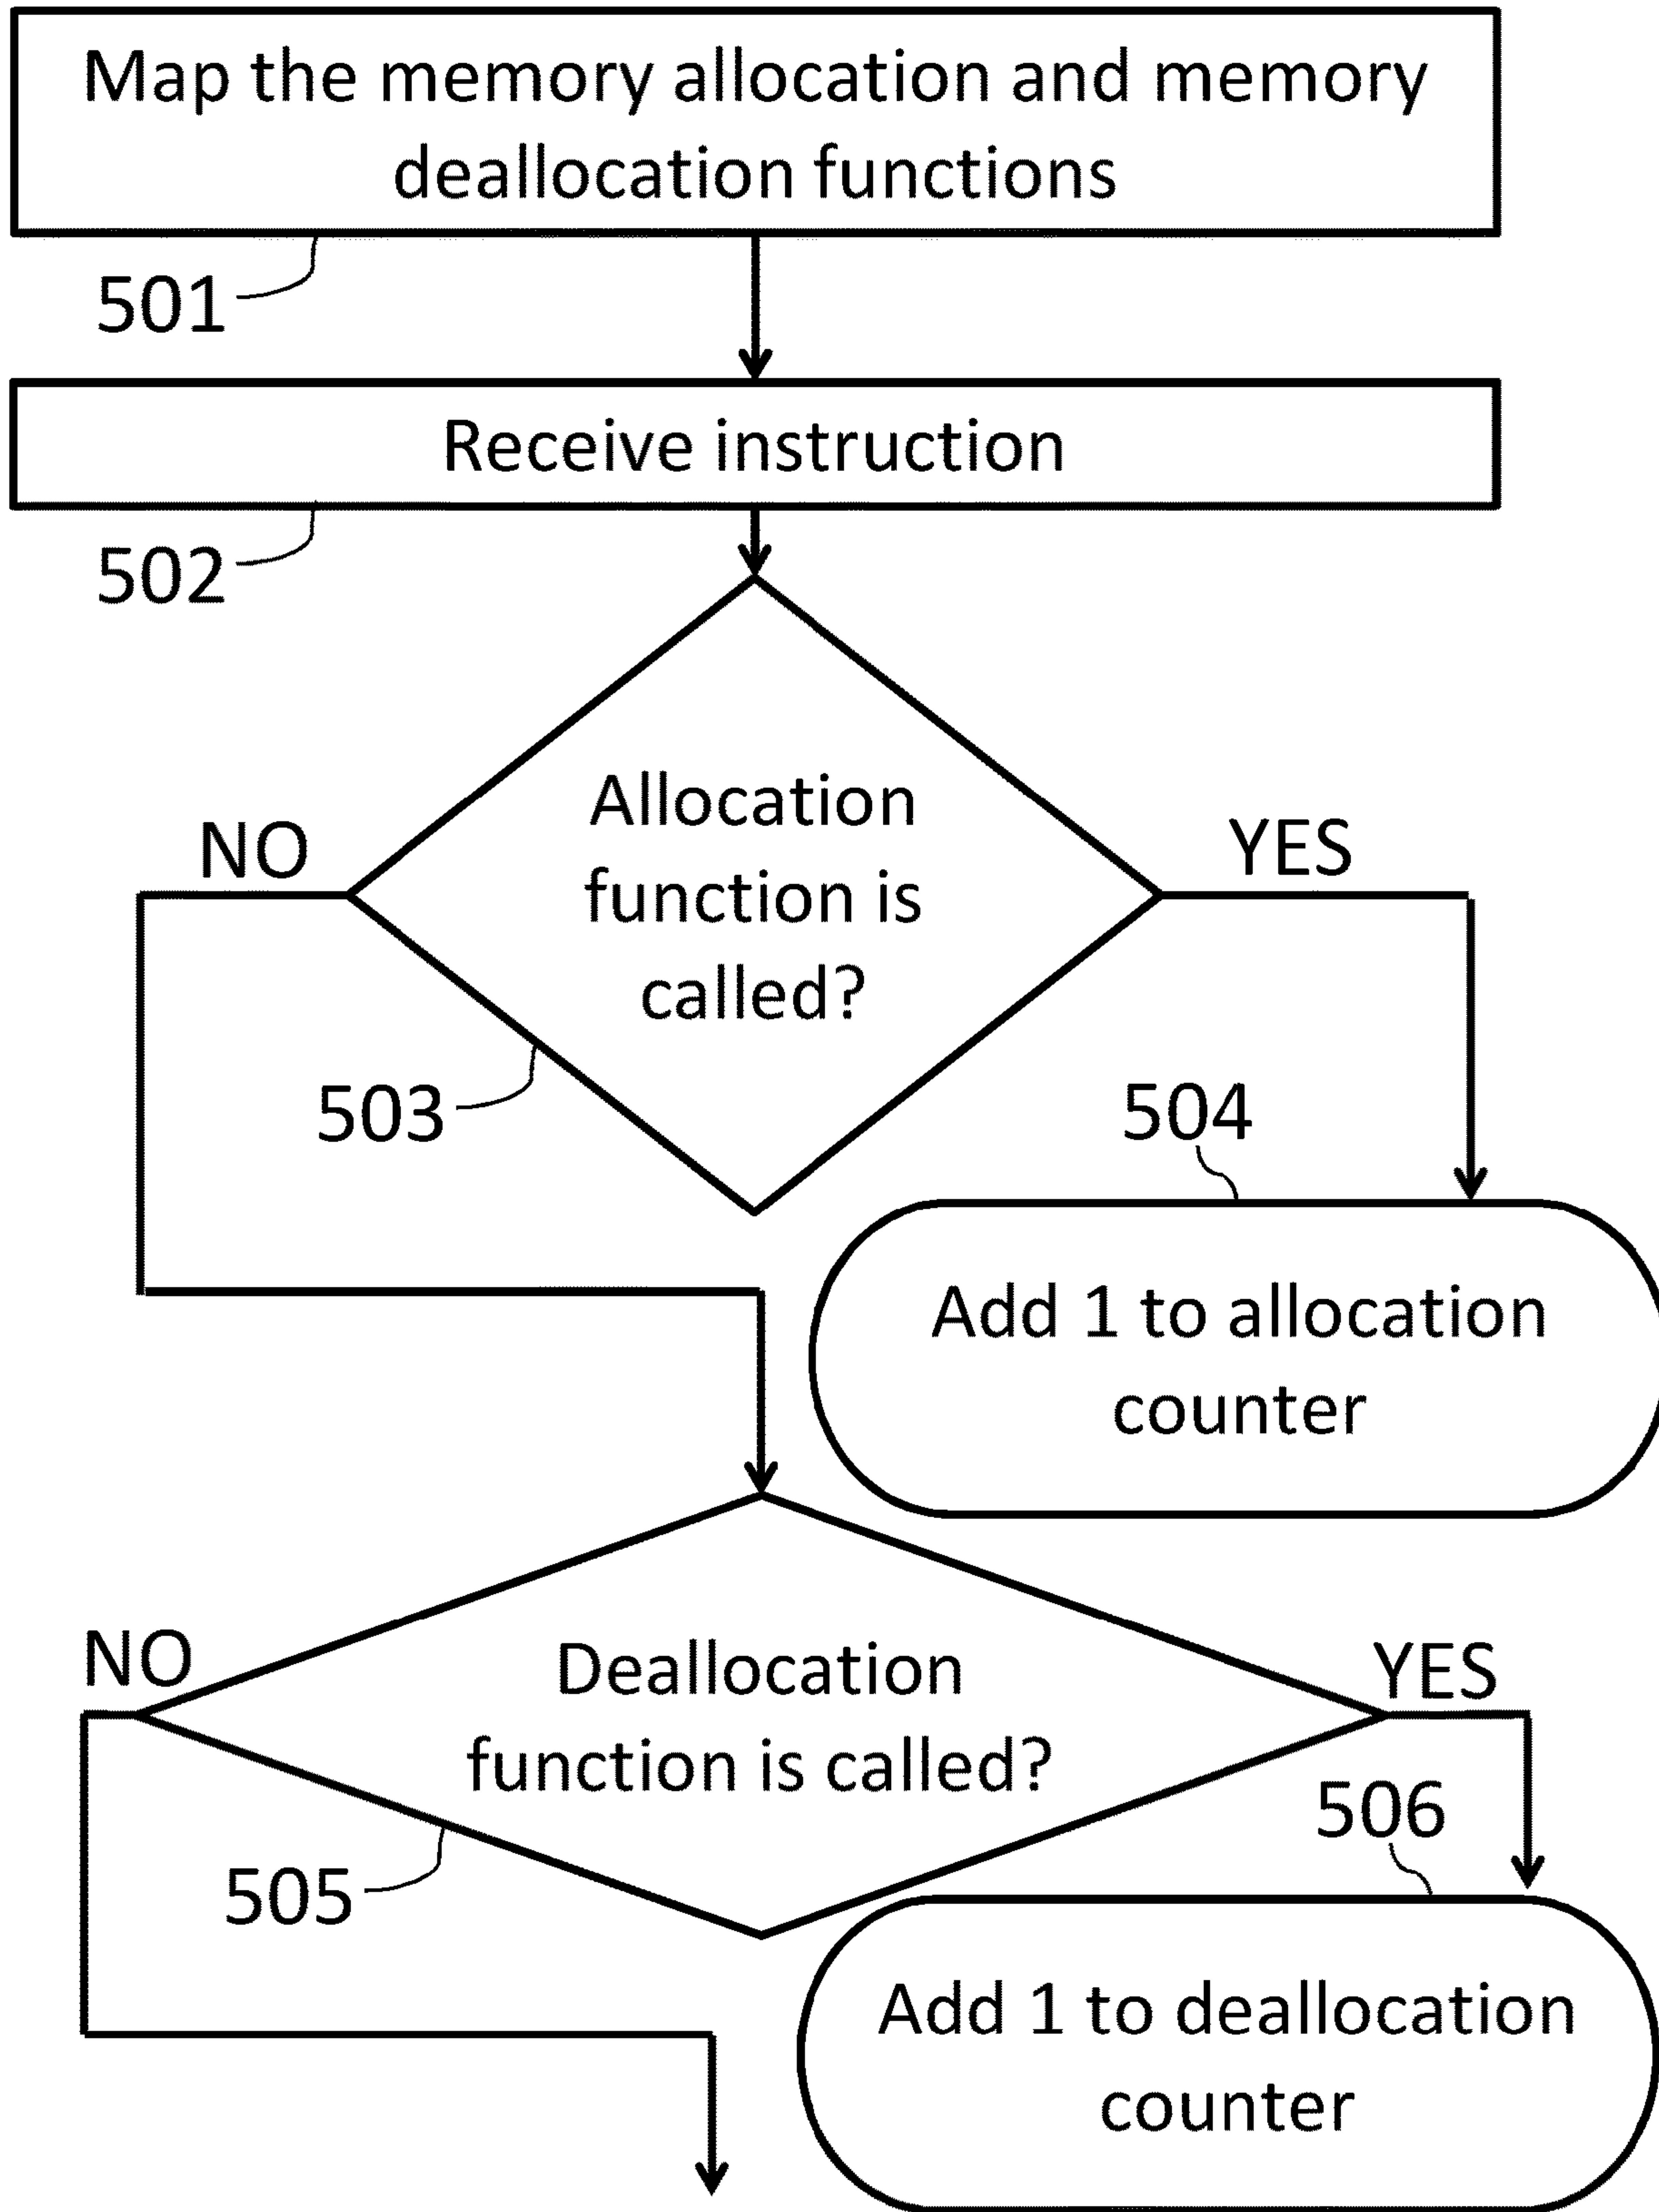 Map the memory allocation and memory
deallocation functions
501
Receive instruction
502
Allocation
function is
called?
NO
YES
503
504
Add 1 to allocation
counter
Deallocation
function is called?
NO
YES
505
506
Add 1 to deallocation
counter